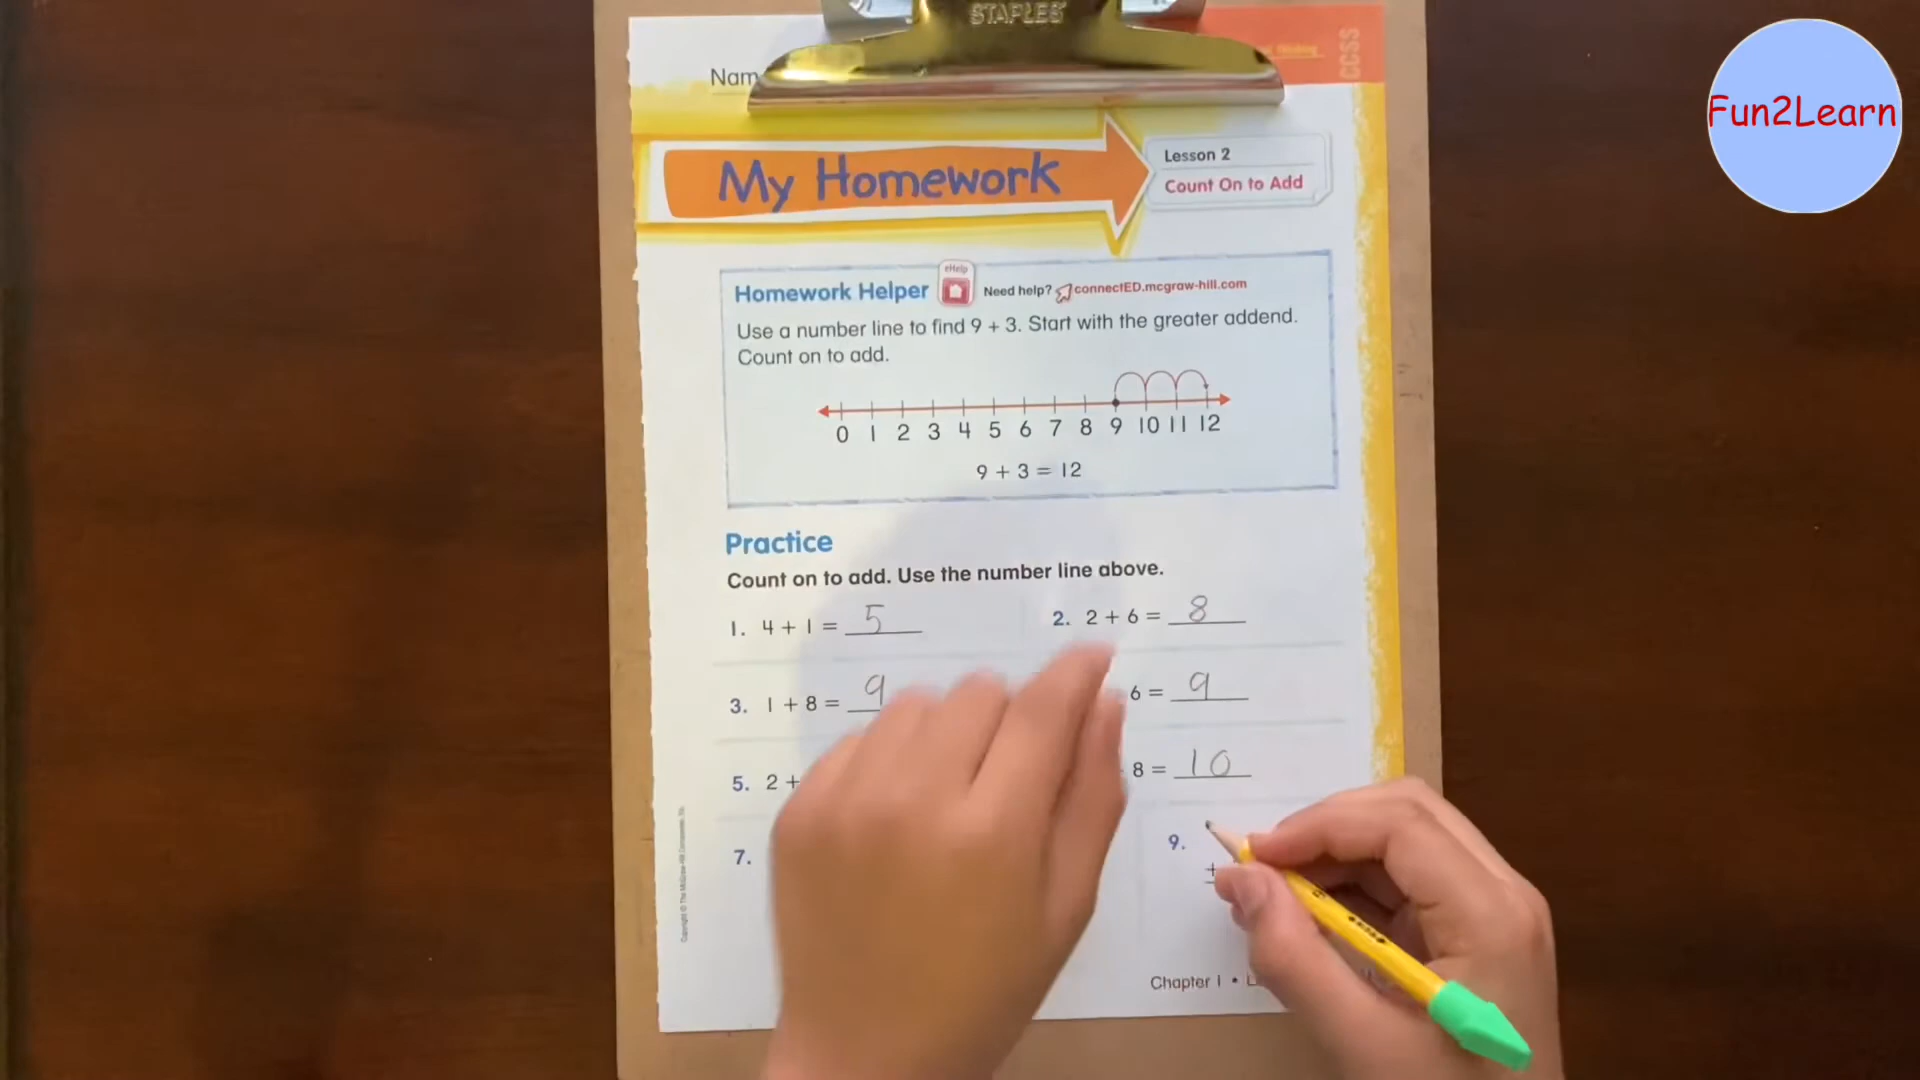 STAPLES
Nam
CCSS
Fun2Learn
My Homework
Lesson 2
Count On to Add
Homework Helper
eHelp
Need help? connectED.mcgraw-hill.com
Use a number line to find 9 + 3. Start with the greater addend.
Count on to add.
0 1 2 3 4 5 6 7 8 9 10 11 12
9 + 3 = 12
Practice
Count on to add. Use the number line above.
1. 4 + 1 = 5
2. 2 + 6 = 8
3. 1 + 8 = 9
6 = 9
5. 2 +
8 = 10
7.
9.
+
Chapter 1 •